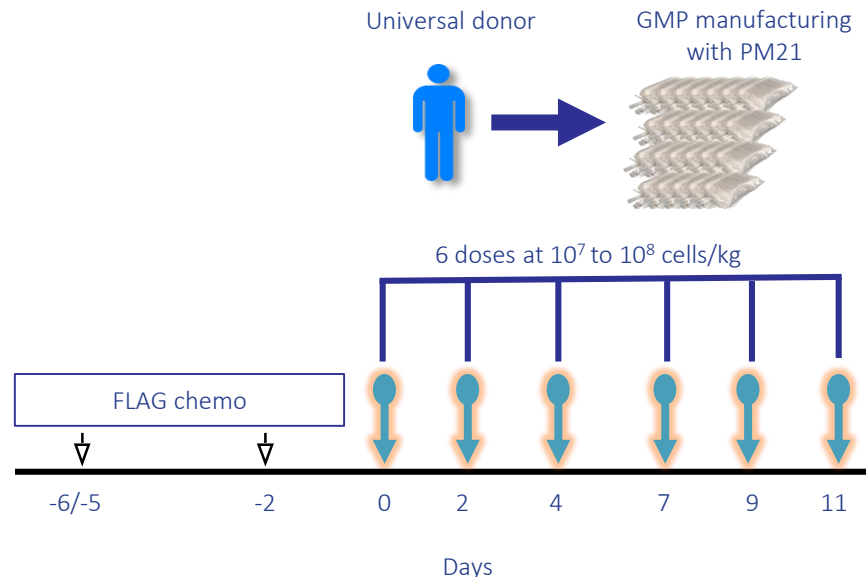 Universal donor
GMP manufacturing
with PM21
6 doses at 10⁷ to 10⁸ cells/kg
FLAG chemo
-6/-5 -2 0 2 4 7 9 11
Days